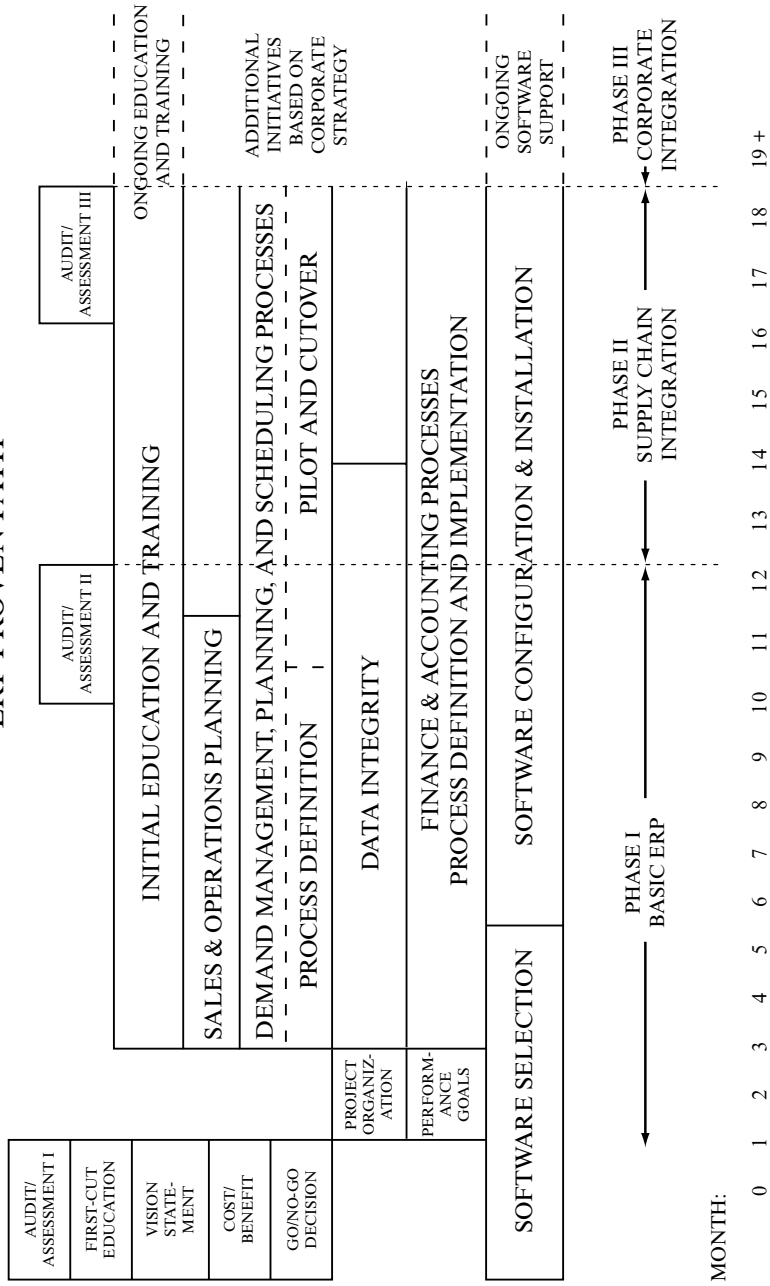 ERP PROVEN PATH
AUDIT/
ASSESSMENT I
AUDIT/
ASSESSMENT II
AUDIT/
ASSESSMENT III
FIRST-CUT
EDUCATION
INITIAL EDUCATION AND TRAINING
ONGOING EDUCATION
AND TRAINING
VISION
STATE-
MENT
SALES & OPERATIONS PLANNING
COST/
BENEFIT
DEMAND MANAGEMENT, PLANNING, AND SCHEDULING PROCESSES
ADDITIONAL
INITIATIVES
BASED ON
CORPORATE
STRATEGY
GO/NO-GO
DECISION
PROCESS DEFINITION
PILOT AND CUTOVER
PROJECT
ORGANIZ-
ATION
DATA INTEGRITY
PERFORM-
ANCE
GOALS
FINANCE & ACCOUNTING PROCESSES
PROCESS DEFINITION AND IMPLEMENTATION
SOFTWARE SELECTION
SOFTWARE CONFIGURATION & INSTALLATION
ONGOING
SOFTWARE
SUPPORT
PHASE I
BASIC ERP
PHASE II
SUPPLY CHAIN
INTEGRATION
PHASE III
CORPORATE
INTEGRATION
MONTH:
0 1 2 3 4 5 6 7 8 9 10 11 12 13 14 15 16 17 18 19 +